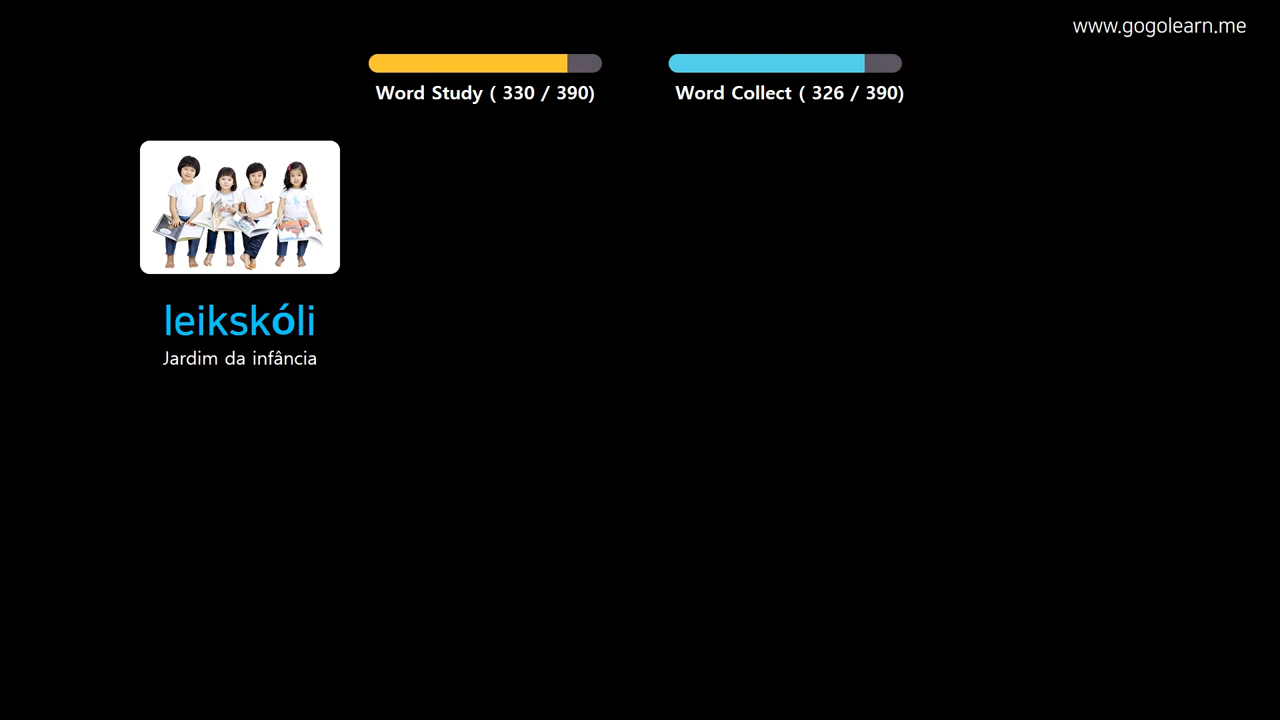 www.gogolearn.me
Word Study ( 330 / 390)
Word Collect ( 326 / 390)
leikskóli
Jardim da infância